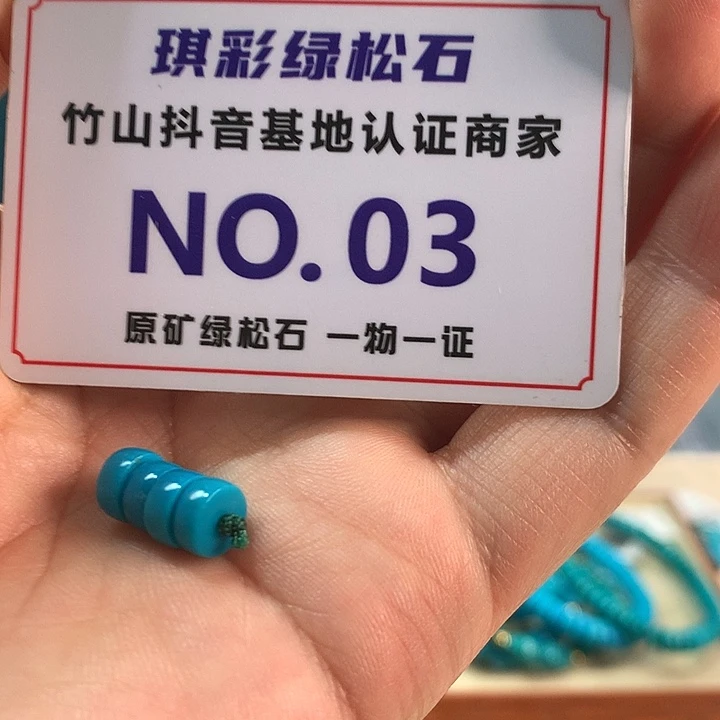 琪彩绿松石
竹山抖音基地认证商家
NO.03
原矿绿松石 一物一证